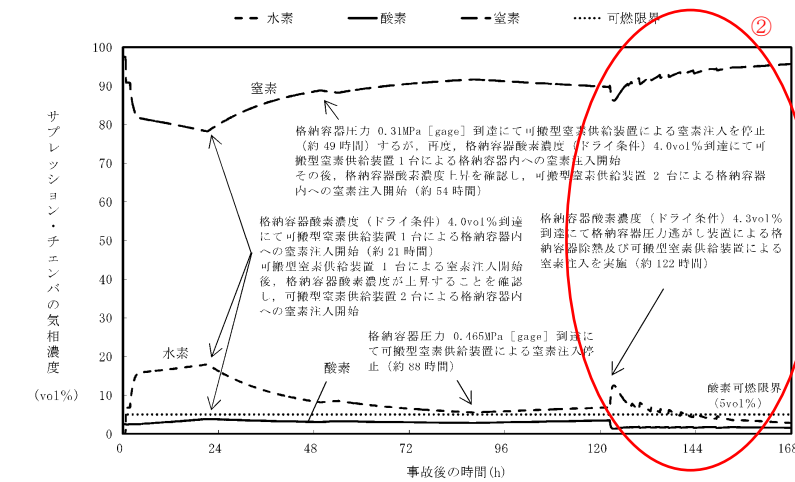 水素 酸素 窒素 可燃限界
②
サプレッション・チェンバの気相濃度
(vol%)
100
90
80
70
60
50
40
30
20
10
0
窒素
格納容器圧力 0.31MPa［gage］到達にて可搬型窒素供給装置による窒素注入を停止
（約 49 時間）するが，再度，格納容器酸素濃度（ドライ条件）4.0vol%到達にて可
搬型窒素供給装置１台による格納容器内への窒素注入開始
その後，格納容器酸素濃度上昇を確認し，可搬型窒素供給装置 2 台による格納容器
内への窒素注入開始（約 54 時間）
格納容器酸素濃度（ドライ条件）4.0vol%到達
にて可搬型窒素供給装置１台による格納容器内
への窒素注入開始（約 21 時間）
可搬型窒素供給装置 1 台による窒素注入開始
後，格納容器酸素濃度が上昇することを確認
し，可搬型窒素供給装置２台による格納容器内
への窒素注入開始
格納容器酸素濃度（ドライ条件）4.3vol%
到達にて格納容器圧力逃がし装置による格
納容器除熱及び可搬型窒素供給装置による
窒素注入を実施（約 122 時間）
格納容器圧力 0.465MPa［gage］到達に
て可搬型窒素供給装置による窒素注入停
止（約 88 時間）
水素
酸素
酸素可燃限界
（5vol%）
0 24 48 72 96 120 144 168
事故後の時間(h)